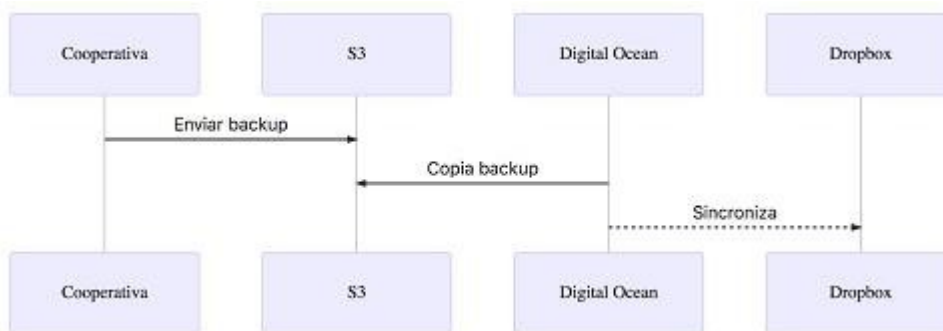 Cooperativa
S3
Digital Ocean
Dropbox
Enviar backup
Copia backup
Sincroniza
Cooperativa
S3
Digital Ocean
Dropbox